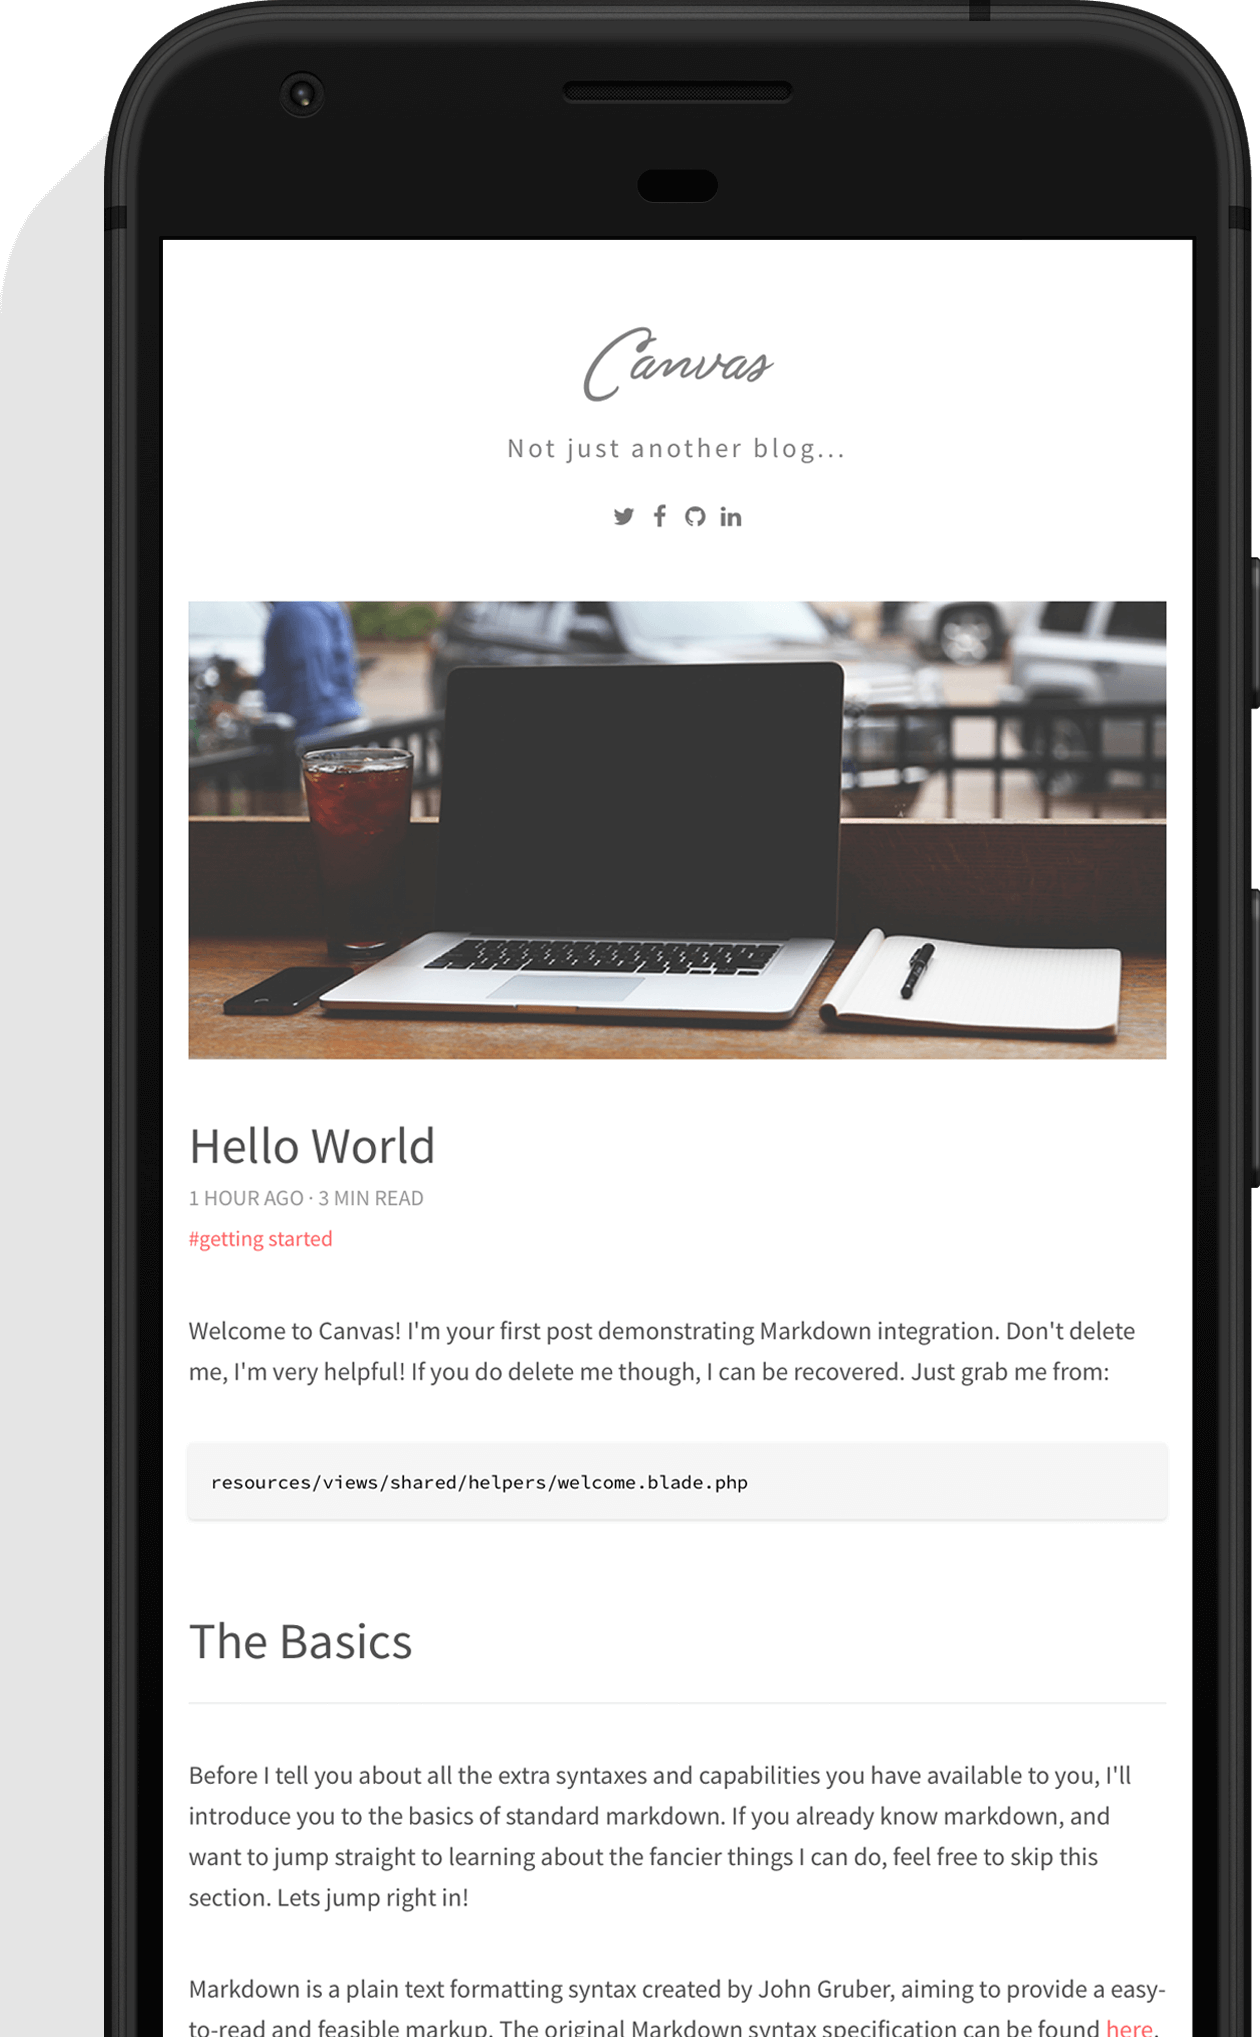 Canvas
Not just another blog...
Hello World
1 HOUR AGO · 3 MIN READ
#getting started
Welcome to Canvas! I'm your first post demonstrating Markdown integration. Don't delete
me, I'm very helpful! If you do delete me though, I can be recovered. Just grab me from:
resources/views/shared/helpers/welcome.blade.php
The Basics
Before I tell you about all the extra syntaxes and capabilities you have available to you, I'll
introduce you to the basics of standard markdown. If you already know markdown, and
want to jump straight to learning about the fancier things I can do, feel free to skip this
section. Lets jump right in!
Markdown is a plain text formatting syntax created by John Gruber, aiming to provide a easy-
to-read and feasible markup. The original Markdown syntax specification can be found here.